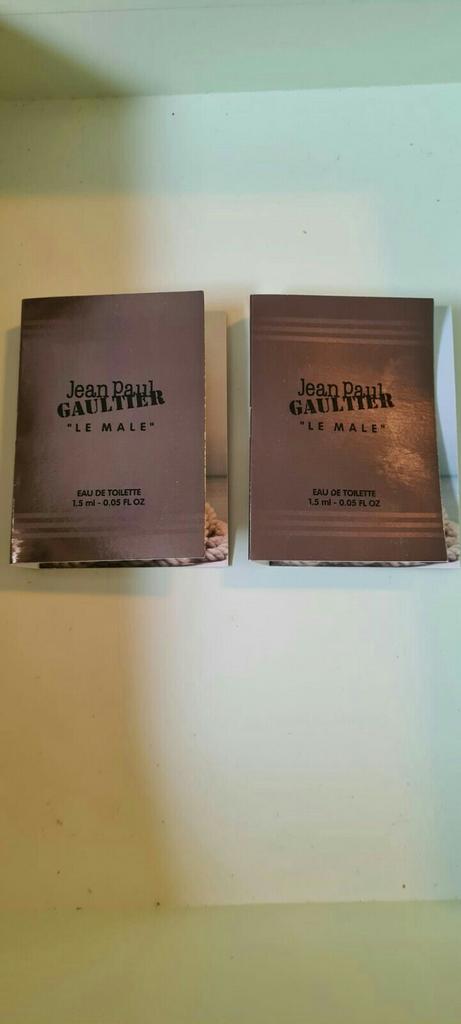 Jean Paul
GAULTIER
"LE MALE"
EAU DE TOILETTE
1.5 ml - 0.05 FL OZ
Jean Paul
GAULTIER
"LE MALE"
EAU DE TOILETTE
1.5 ml - 0.05 FL OZ